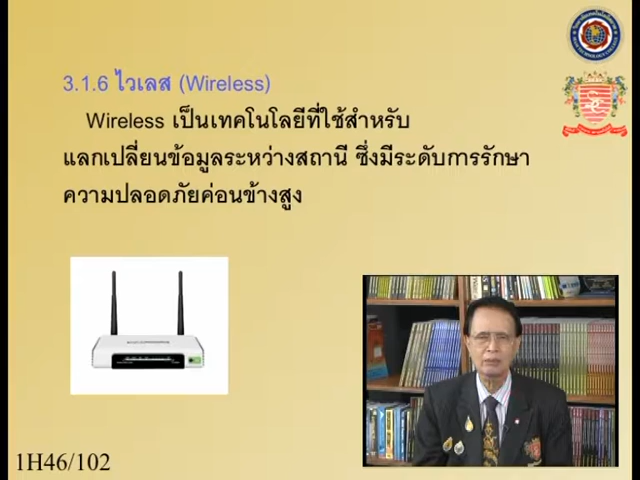 3.1.6 ไวเลส (Wireless)
Wireless เป็นเทคโนโลยีที่ใช้สำหรับ
แลกเปลี่ยนข้อมูลระหว่างสถานี ซึ่งมีระดับการรักษา
ความปลอดภัยค่อนข้างสูง
1H46/102